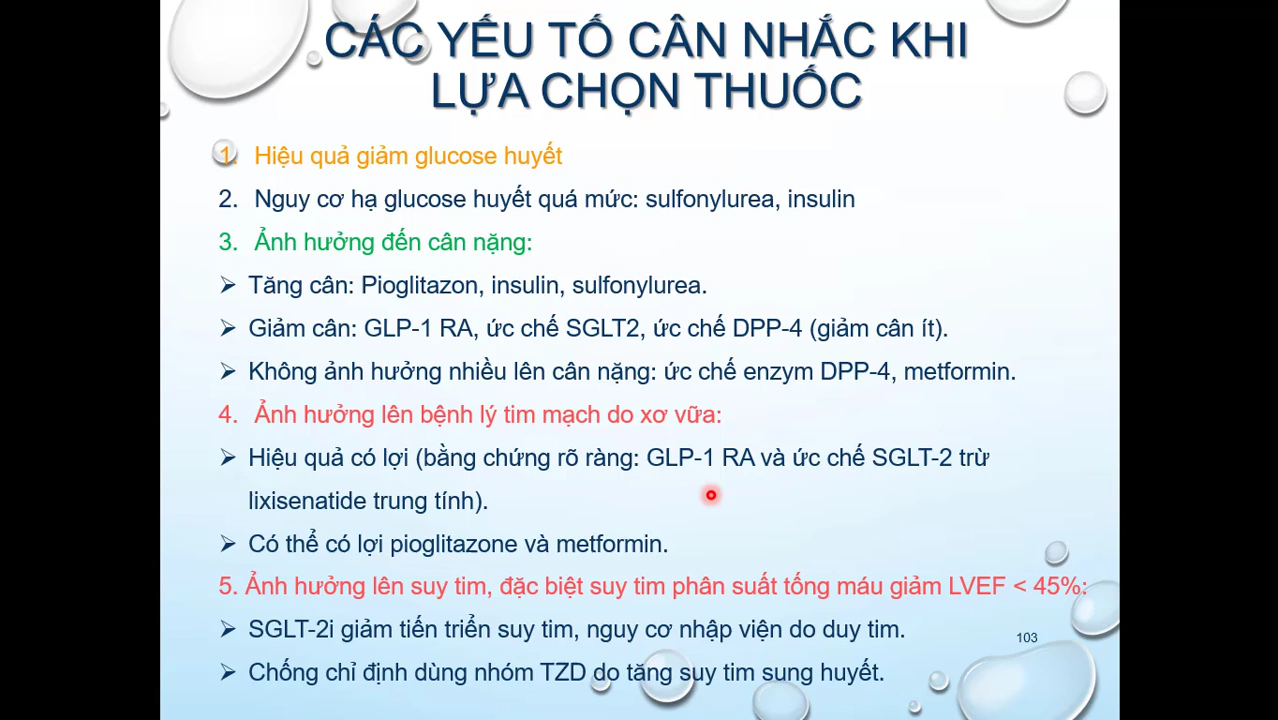 CÁC YẾU TỐ CÂN NHẮC KHI
LỰA CHỌN THUỐC
1. Hiệu quả giảm glucose huyết
2. Nguy cơ hạ glucose huyết quá mức: sulfonylurea, insulin
3. Ảnh hưởng đến cân nặng:
➢ Tăng cân: Pioglitazon, insulin, sulfonylurea.
➢ Giảm cân: GLP-1 RA, ức chế SGLT2, ức chế DPP-4 (giảm cân ít).
➢ Không ảnh hưởng nhiều lên cân nặng: ức chế enzym DPP-4, metformin.
4. Ảnh hưởng lên bệnh lý tim mạch do xơ vữa:
➢ Hiệu quả có lợi (bằng chứng rõ ràng: GLP-1 RA và ức chế SGLT-2 trừ
lixisenatide trung tính).
➢ Có thể có lợi pioglitazone và metformin.
5. Ảnh hưởng lên suy tim, đặc biệt suy tim phân suất tống máu giảm LVEF < 45%:
➢ SGLT-2i giảm tiến triển suy tim, nguy cơ nhập viện do duy tim.
103
➢ Chống chỉ định dùng nhóm TZD do tăng suy tim sung huyết.